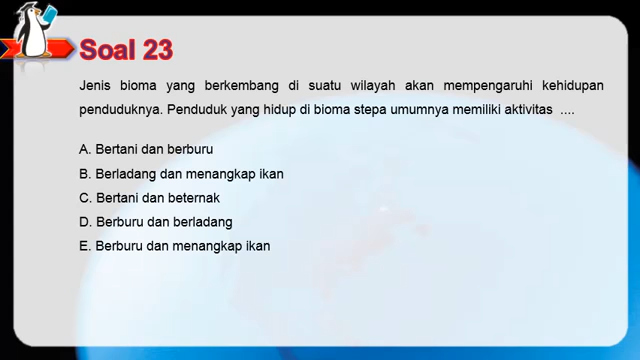 Soal 23
Jenis bioma yang berkembang di suatu wilayah akan mempengaruhi kehidupan
penduduknya. Penduduk yang hidup di bioma stepa umumnya memiliki aktivitas ....
A. Bertani dan berburu
B. Berladang dan menangkap ikan
C. Bertani dan beternak
D. Berburu dan berladang
E. Berburu dan menangkap ikan